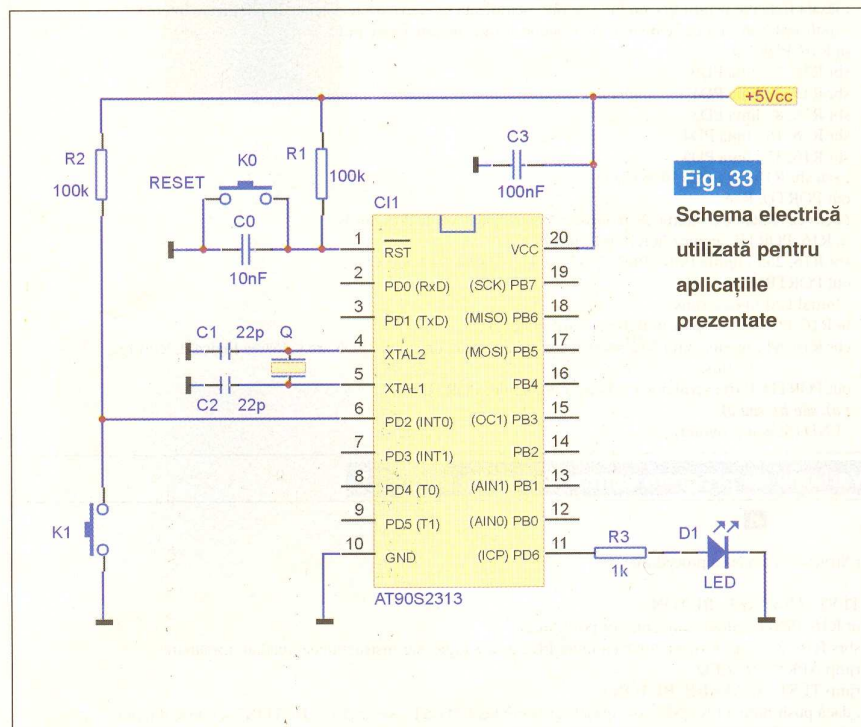 +5Vcc
R2
100k
RESET
K0
C0
10nF
R1
100k
C3
100nF
Fig. 33
Schema electrică
utilizată pentru
aplicațiile
prezentate
CI1
1 RST
2 PD0 (RxD)
3 PD1 (TxD)
4 XTAL2
5 XTAL1
6 PD2 (INT0)
7 PD3 (INT1)
8 PD4 (T0)
9 PD5 (T1)
10 GND
VCC 20
(SCK) PB7 19
(MISO) PB6 18
(MOSI) PB5 17
PB4 16
(OC1) PB3 15
PB2 14
(AIN1) PB1 13
(AIN0) PB0 12
(ICP) PD6 11
AT90S2313
C1 22p Q
C2 22p
K1
R3
1k
D1
LED